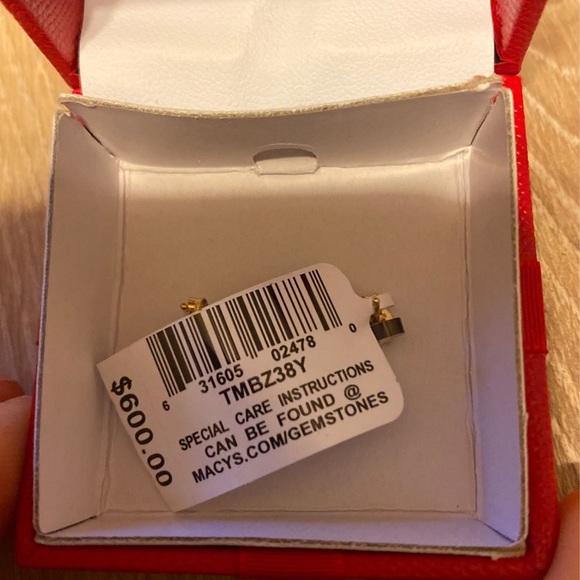 $600.00
6 31605 02478 0
TMBZ38Y
SPECIAL CARE INSTRUCTIONS
CAN BE FOUND @
MACYS.COM/GEMSTONES